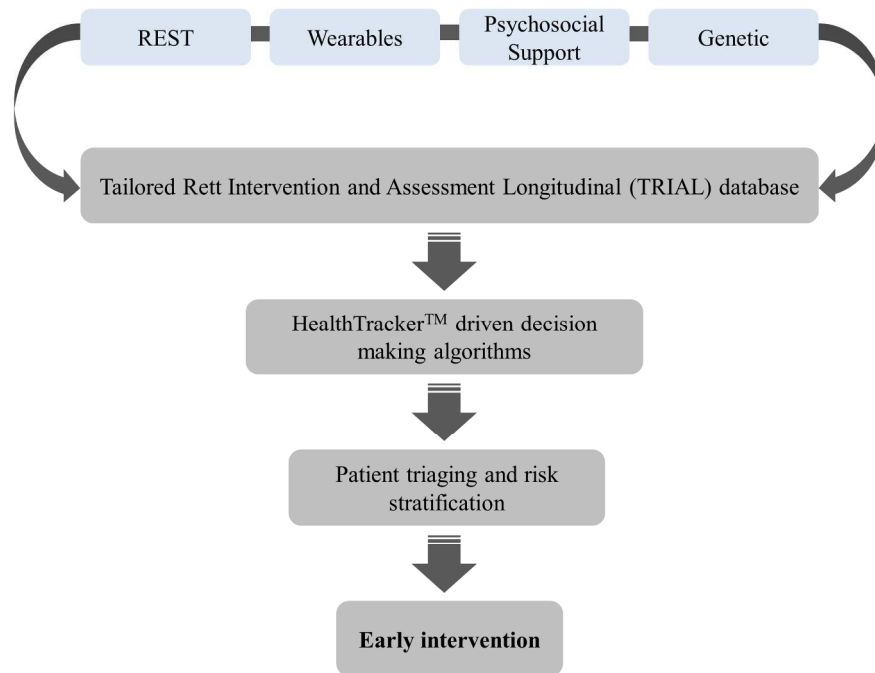 REST
Wearables
Psychosocial
Support
Genetic
Tailored Rett Intervention and Assessment Longitudinal (TRIAL) database
HealthTracker™ driven decision
making algorithms
Patient triaging and risk
stratification
Early intervention